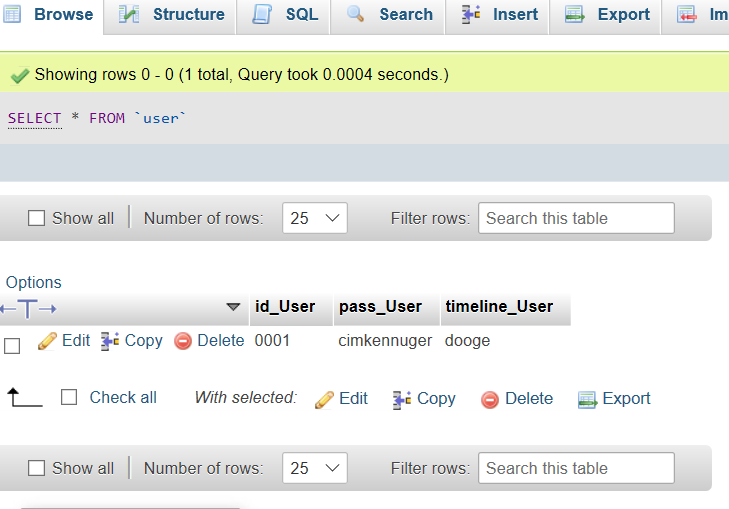 Browse Structure SQL Search Insert Export Im
Showing rows 0 - 0 (1 total, Query took 0.0004 seconds.)
SELECT * FROM `user`
Show all Number of rows: 25 Filter rows: Search this table
Options
←T→ id_User pass_User timeline_User
Edit Copy Delete 0001 cimkennuger dooge
Check all With selected: Edit Copy Delete Export
Show all Number of rows: 25 Filter rows: Search this table